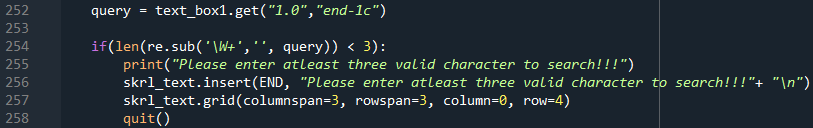 252 query = text_box1.get("1.0","end-1c")
253
254 if(len(re.sub('\W+','', query)) < 3):
255 print("Please enter atleast three valid character to search!!!")
256 skrl_text.insert(END, "Please enter atleast three valid character to search!!!"+ "\n")
257 skrl_text.grid(columnspan=3, rowspan=3, column=0, row=4)
258 quit()